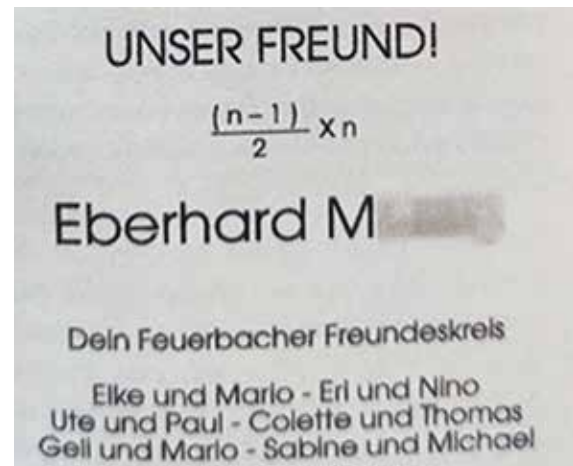 UNSER FREUND!
(n-1)
2
x n
Eberhard M
Dein Feuerbacher Freundeskreis
Elke und Mario - Eri und Nino
Ute und Paul - Colette und Thomas
Geli und Mario - Sabine und Michael